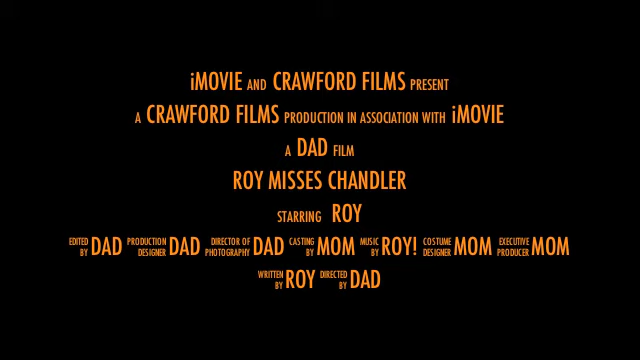 iMOVIE AND CRAWFORD FILMS PRESENT
A CRAWFORD FILMS PRODUCTION IN ASSOCIATION WITH iMOVIE
A DAD FILM
ROY MISSES CHANDLER
STARRING ROY
EDITED BY DAD PRODUCTION DESIGNER DAD DIRECTOR OF PHOTOGRAPHY DAD CASTING BY MOM MUSIC BY ROY! COSTUME DESIGNER MOM EXECUTIVE PRODUCER MOM
WRITTEN BY ROY DIRECTED BY DAD